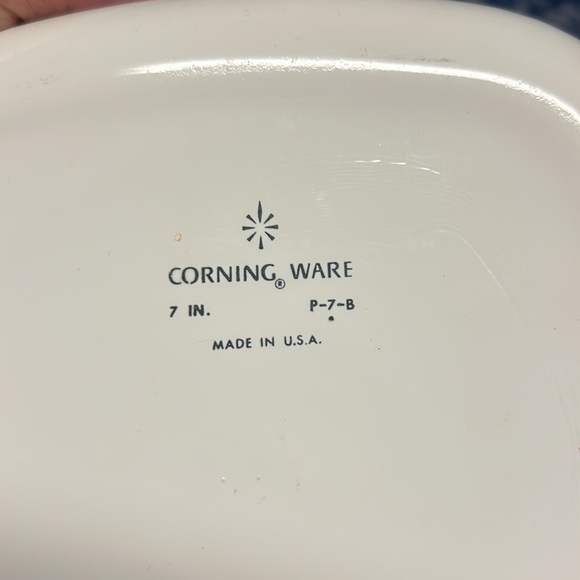 CORNING® WARE
7 IN. P-7-B
MADE IN U.S.A.